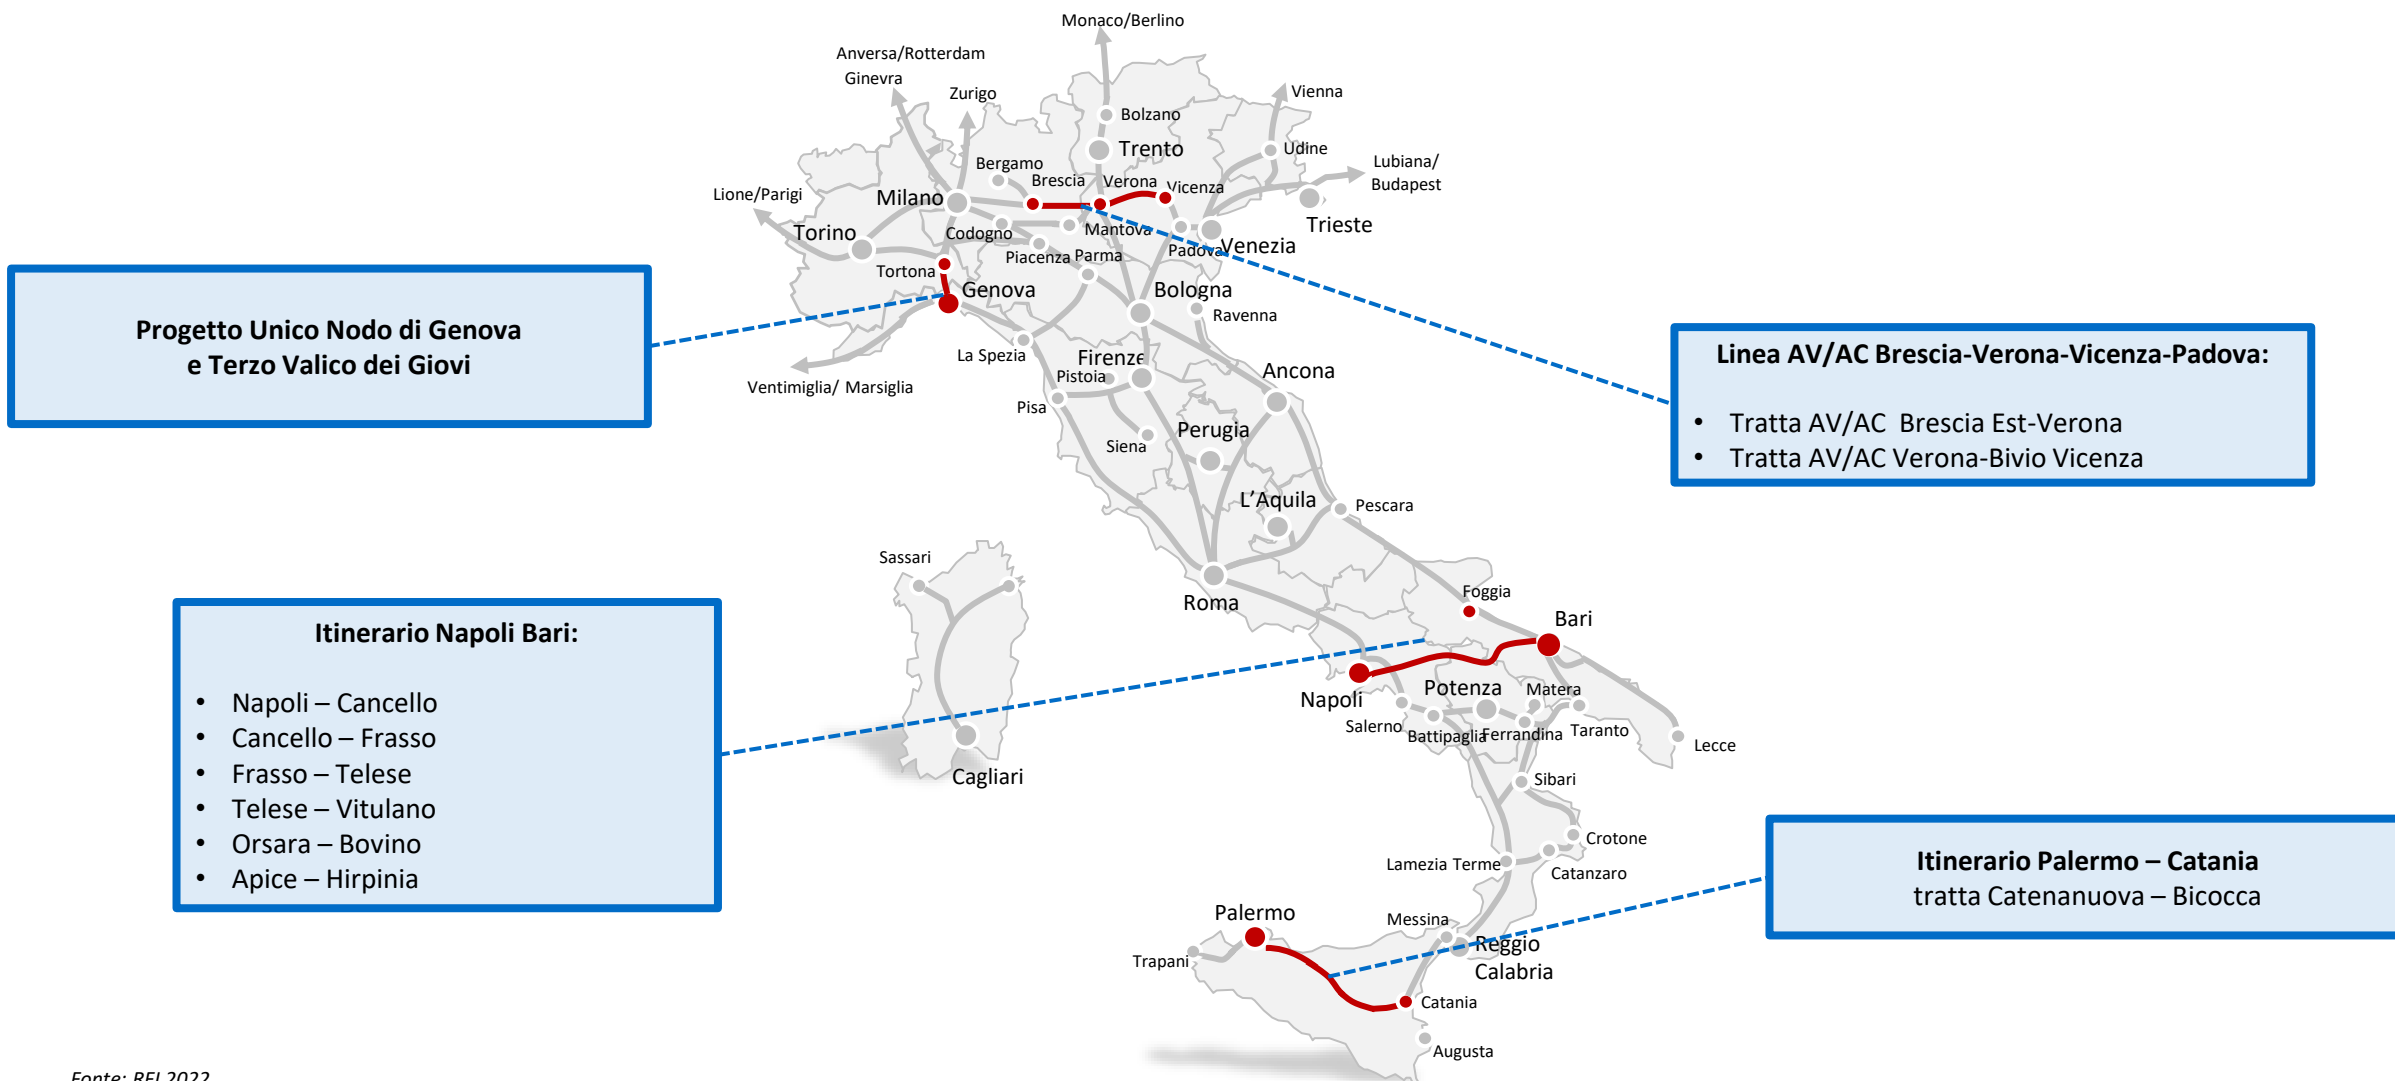 Monaco/Berlino
Anversa/Rotterdam
Ginevra
Zurigo
Vienna
Bolzano
Trento
Udine
Bergamo
Brescia
Verona
Vicenza
Lubiana/
Budapest
Lione/Parigi
Milano
Trieste
Torino
Codogno
Mantova
Padova
Venezia
Piacenza
Parma
Tortona
Genova
Bologna
Ravenna
Progetto Unico Nodo di Genova
e Terzo Valico dei Giovi
La Spezia
Firenze
Pistoia
Ancona
Ventimiglia/ Marsiglia
Pisa
Linea AV/AC Brescia-Verona-Vicenza-Padova:
• Tratta AV/AC Brescia Est-Verona
• Tratta AV/AC Verona-Bivio Vicenza
Siena
Perugia
L’Aquila
Pescara
Sassari
Roma
Foggia
Bari
Itinerario Napoli Bari:
• Napoli – Cancello
• Cancello – Frasso
• Frasso – Telese
• Telese – Vitulano
• Orsara – Bovino
• Apice – Hirpinia
Napoli
Potenza
Matera
Salerno
Battipaglia
Ferrandina
Taranto
Lecce
Cagliari
Sibari
Crotone
Lamezia Terme
Catanzaro
Itinerario Palermo – Catania
tratta Catenanuova – Bicocca
Palermo
Messina
Reggio
Calabria
Trapani
Catania
Augusta
Fonte: RFI 2022